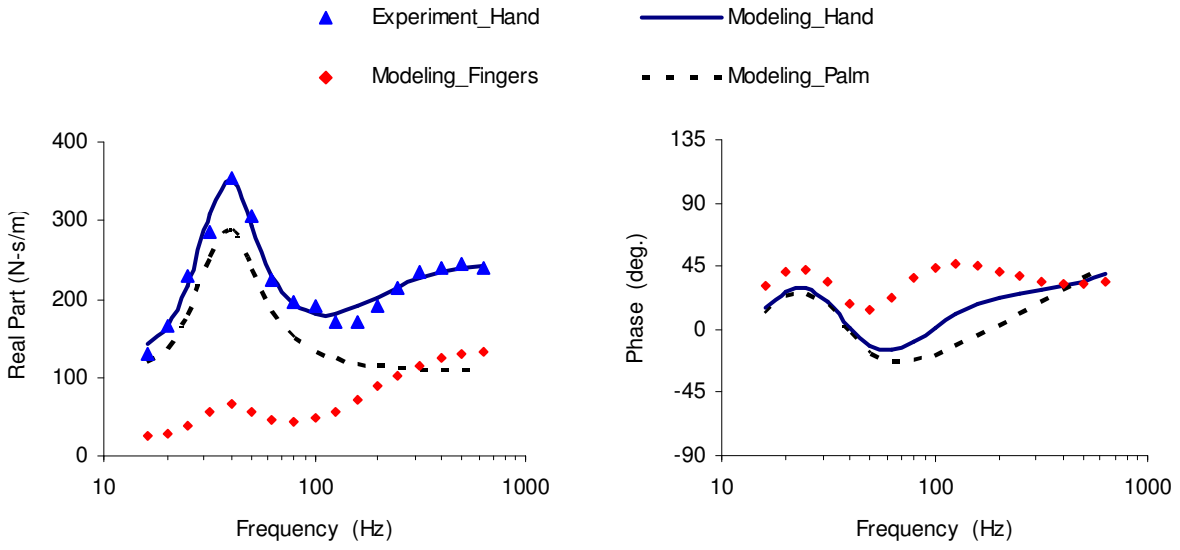 Experiment_Hand
Modeling_Hand
Modeling_Fingers
Modeling_Palm
Real Part (N-s/m)
400
300
200
100
0
10
100
1000
Frequency (Hz)
Phase (deg.)
135
90
45
0
-45
-90
10
100
1000
Frequency (Hz)